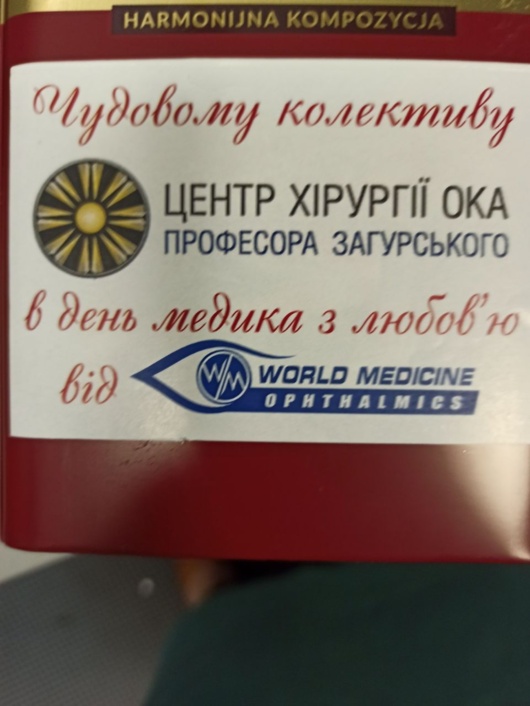 HARMONIJNA KOMPOZYCJA
Чудовому колективу
ЦЕНТР ХІРУРГІЇ ОКА
ПРОФЕСОРА ЗАГУРСЬКОГО
в день медика з любов'ю
від
WM WORLD MEDICINE
OPHTHALMICS